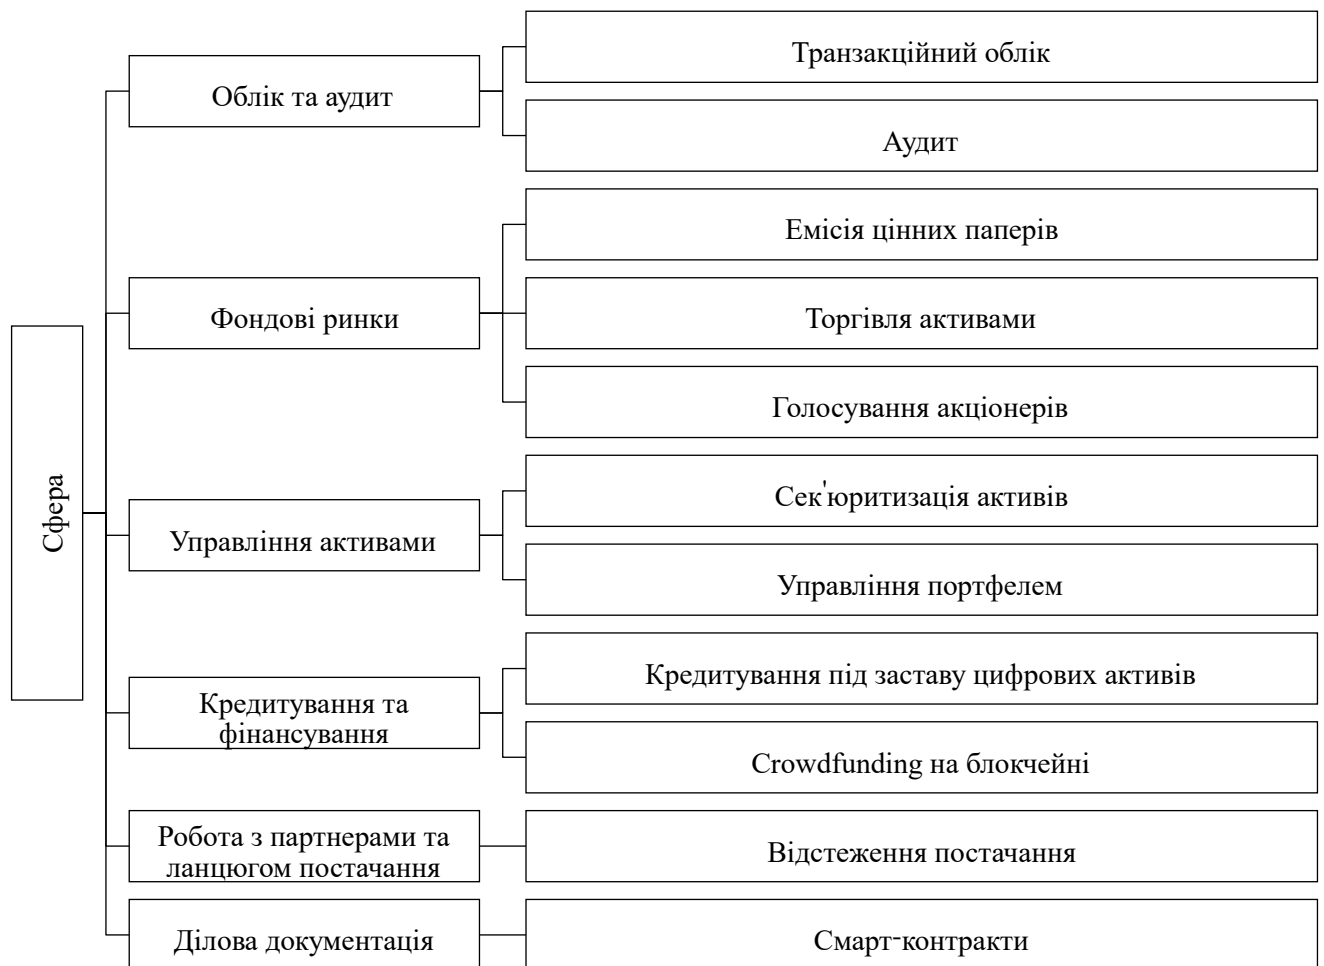 Сфера
Облік та аудит
Транзакційний облік
Аудит
Фондові ринки
Емісія цінних паперів
Торгівля активами
Голосування акціонерів
Управління активами
Сек'юритизація активів
Управління портфелем
Кредитування та
фінансування
Кредитування під заставу цифрових активів
Crowdfunding на блокчейні
Робота з партнерами та
ланцюгом постачання
Відстеження постачання
Ділова документація
Смарт-контракти